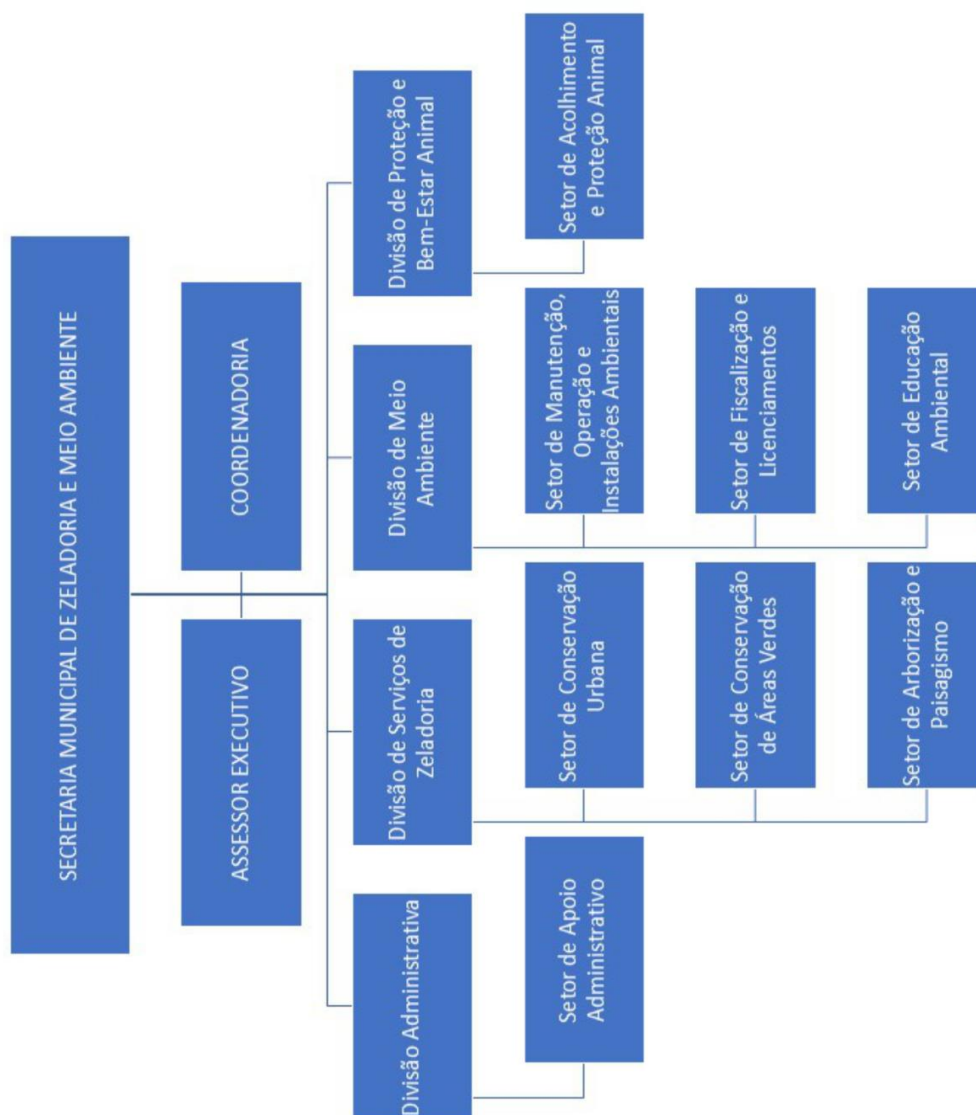 SECRETARIA MUNICIPAL DE ZELADORIA E MEIO AMBIENTE
ASSESSOR EXECUTIVO
COORDENADORIA
Divisão Administrativa
Divisão de Serviços de
Zeladoria
Divisão de Meio
Ambiente
Divisão de Proteção e
Bem-Estar Animal
Setor de Apoio
Administrativo
Setor de Conservação
Urbana
Setor de Manutenção,
Operação e
Instalações Ambientais
Setor de Acolhimento
e Proteção Animal
Setor de Conservação
de Áreas Verdes
Setor de Fiscalização e
Licenciamentos
Setor de Arborização e
Paisagismo
Setor de Educação
Ambiental